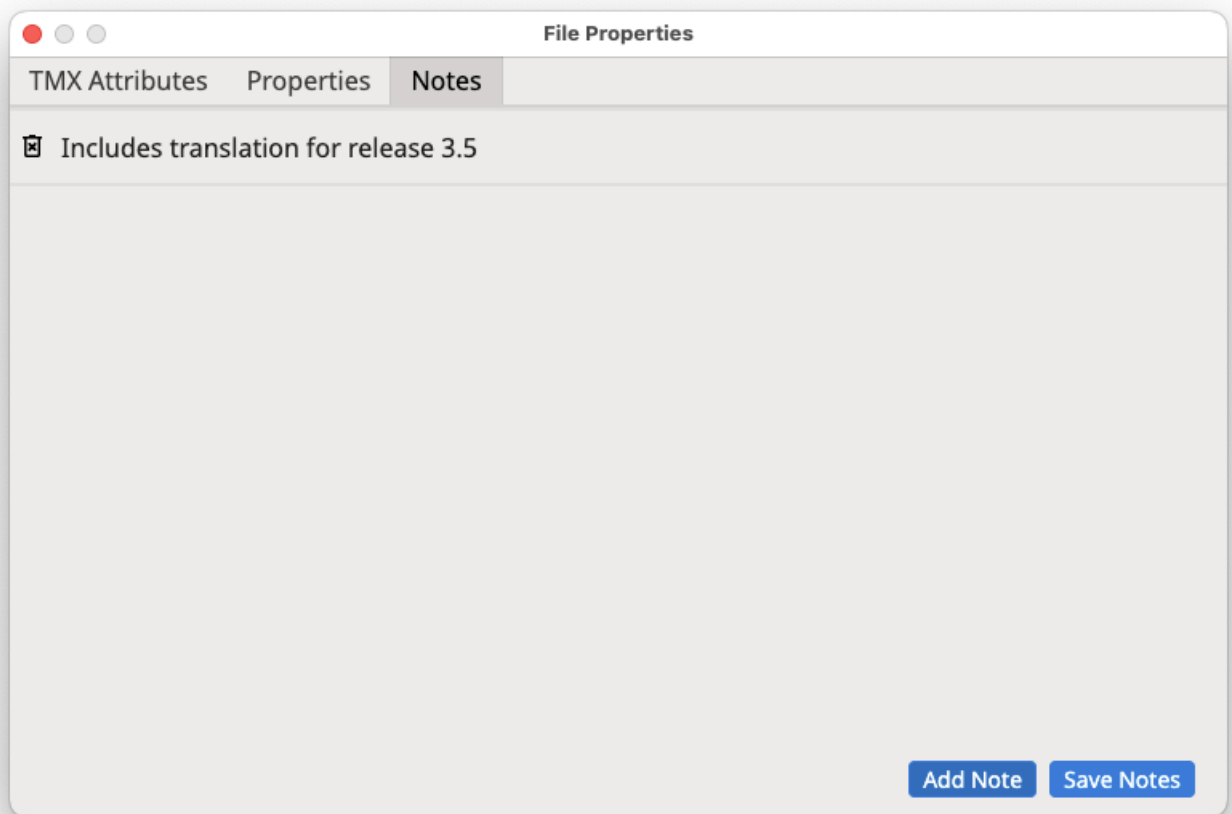 File Properties
TMX Attributes Properties Notes
Includes translation for release 3.5
Add Note Save Notes